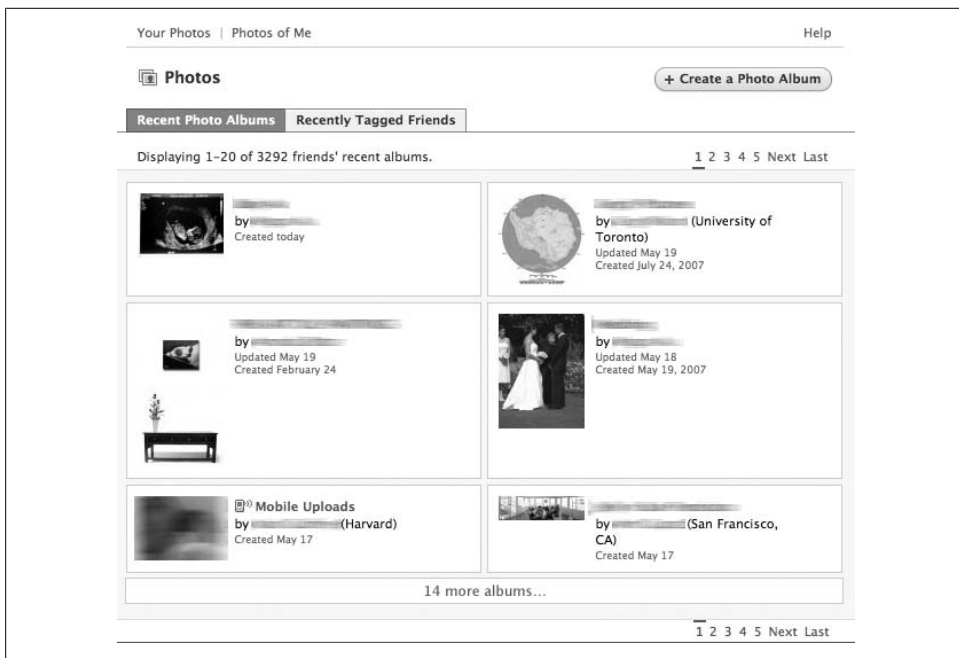 Your Photos | Photos of Me
Help
Photos
+ Create a Photo Album
Recent Photo Albums
Recently Tagged Friends
Displaying 1–20 of 3292 friends' recent albums.
1 2 3 4 5 Next Last
by
Created today
by (University of
Toronto)
Updated May 19
Created July 24, 2007
by
Updated May 19
Created February 24
by
Updated May 18
Created May 19, 2007
Mobile Uploads
by (Harvard)
Created May 17
by (San Francisco,
CA)
Created May 17
14 more albums...
1 2 3 4 5 Next Last